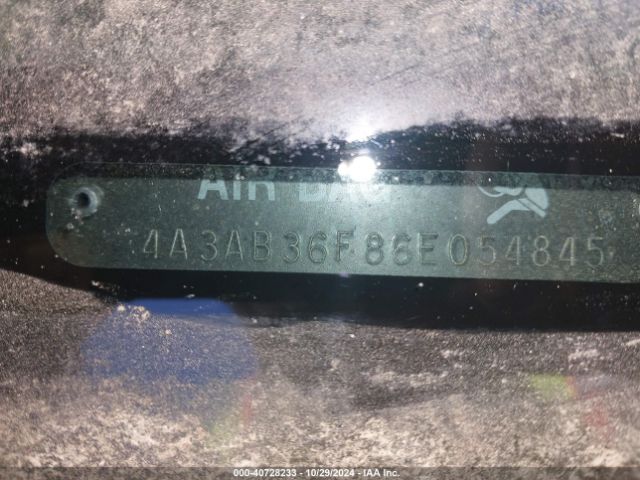 AIR BAG
4A3AB36F86E054845
000-40728233 - 10/29/2024 - IAA Inc.